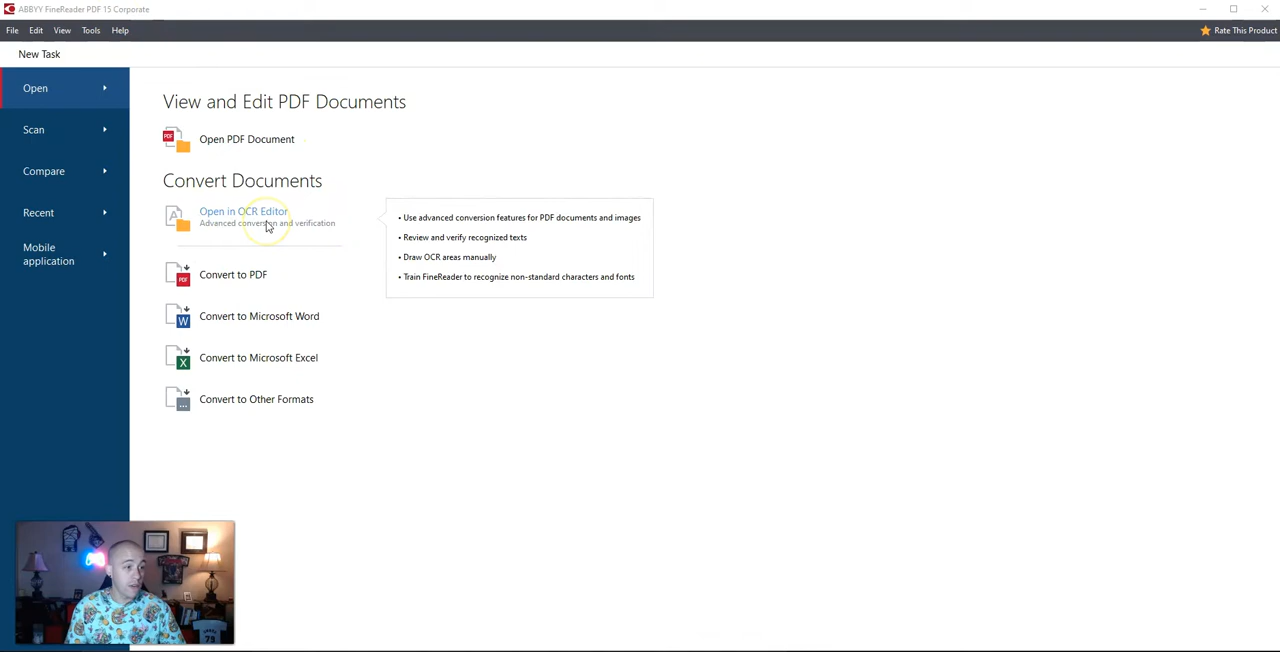 ABBYY FineReader PDF 15 Corporate
File Edit View Tools Help
Rate This Product
New Task
Open
Scan
Compare
Recent
Mobile
application
View and Edit PDF Documents
Open PDF Document
Convert Documents
Open in OCR Editor
Advanced conversion and verification
• Use advanced conversion features for PDF documents and images
• Review and verify recognized texts
• Draw OCR areas manually
• Train FineReader to recognize non-standard characters and fonts
Convert to PDF
Convert to Microsoft Word
Convert to Microsoft Excel
Convert to Other Formats
PDF
A
PDF
W
X
...
79